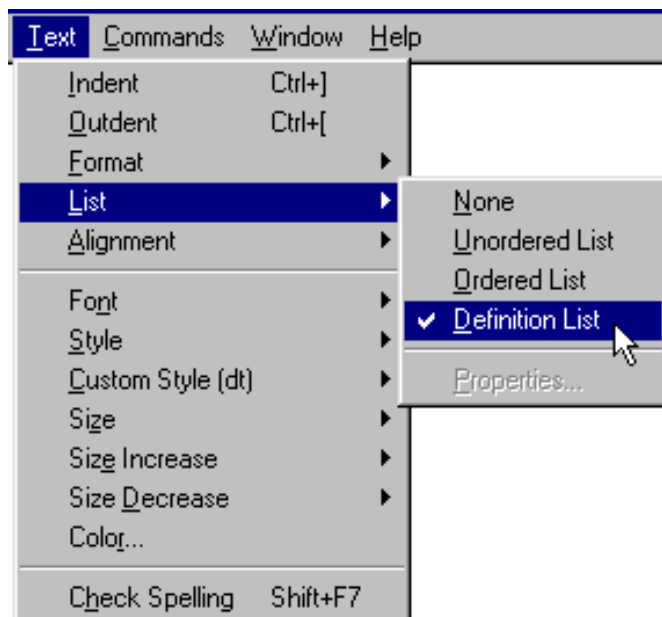 Text Commands Window Help
Indent Ctrl+]
Outdent Ctrl+[
Format
List
Alignment
Font
Style
Custom Style (dt)
Size
Size Increase
Size Decrease
Color...
Check Spelling Shift+F7
None
Unordered List
Ordered List
Definition List
Properties...